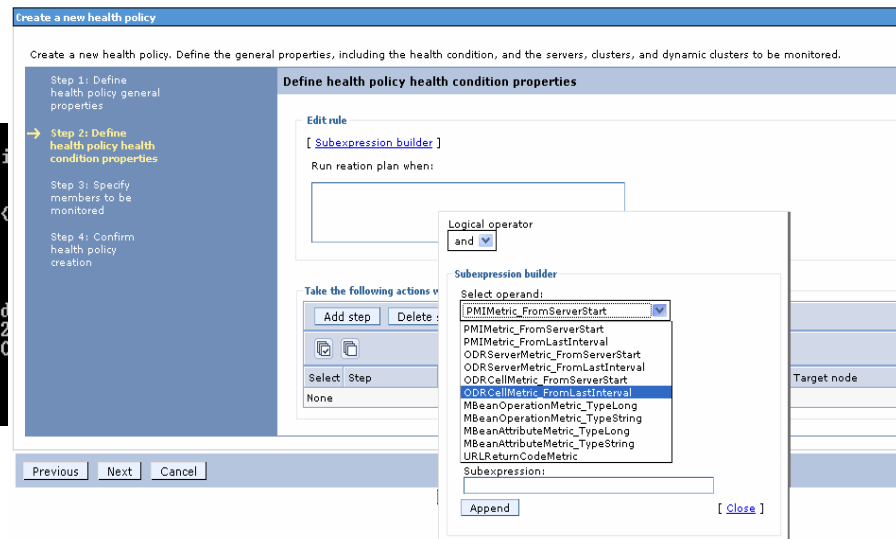 Create a new health policy
Create a new health policy. Define the general properties, including the health condition, and the servers, clusters, and dynamic clusters to be monitored.
Step 1: Define
health policy general
properties
Step 2: Define
health policy health
condition properties
Step 3: Specify
members to be
monitored
Step 4: Confirm
health policy
creation
Define health policy health condition properties
Edit rule
[ Subexpression builder ]
Run reation plan when:
Take the following actions
Add step
Delete
Select Step
Target node
None
Logical operator
and
Subexpression builder
Select operand:
PMIMetric_FromServerStart
PMIMetric_FromServerStart
PMIMetric_FromLastInterval
ODRServerMetric_FromServerStart
ODRServerMetric_FromLastInterval
ODRCellMetric_FromServerStart
ODRCellMetric_FromLastInterval
MBeanOperationMetric_TypeLong
MBeanOperationMetric_TypeString
MBeanAttributeMetric_TypeLong
MBeanAttributeMetric_TypeString
URLReturnCodeMetric
Subexpression:
Append
[ Close ]
Previous
Next
Cancel